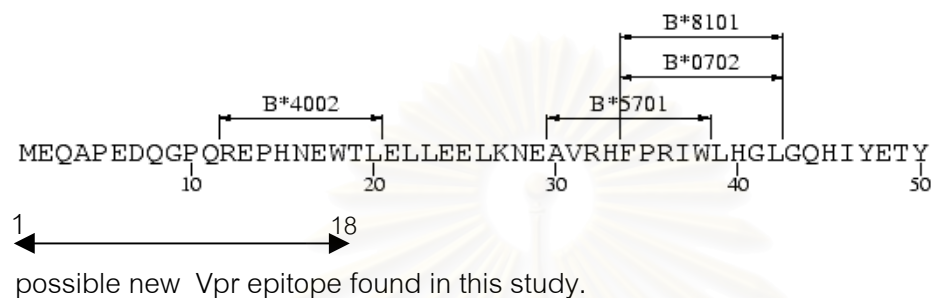 B*8101
B*0702
B*4002 B*5701
MEQAPEDQGPQREPHNEWTLELLEELKNEAVRHFPRIWLHGLGQHIYETY
10 20 30 40 50
1 18
possible new Vpr epitope found in this study.